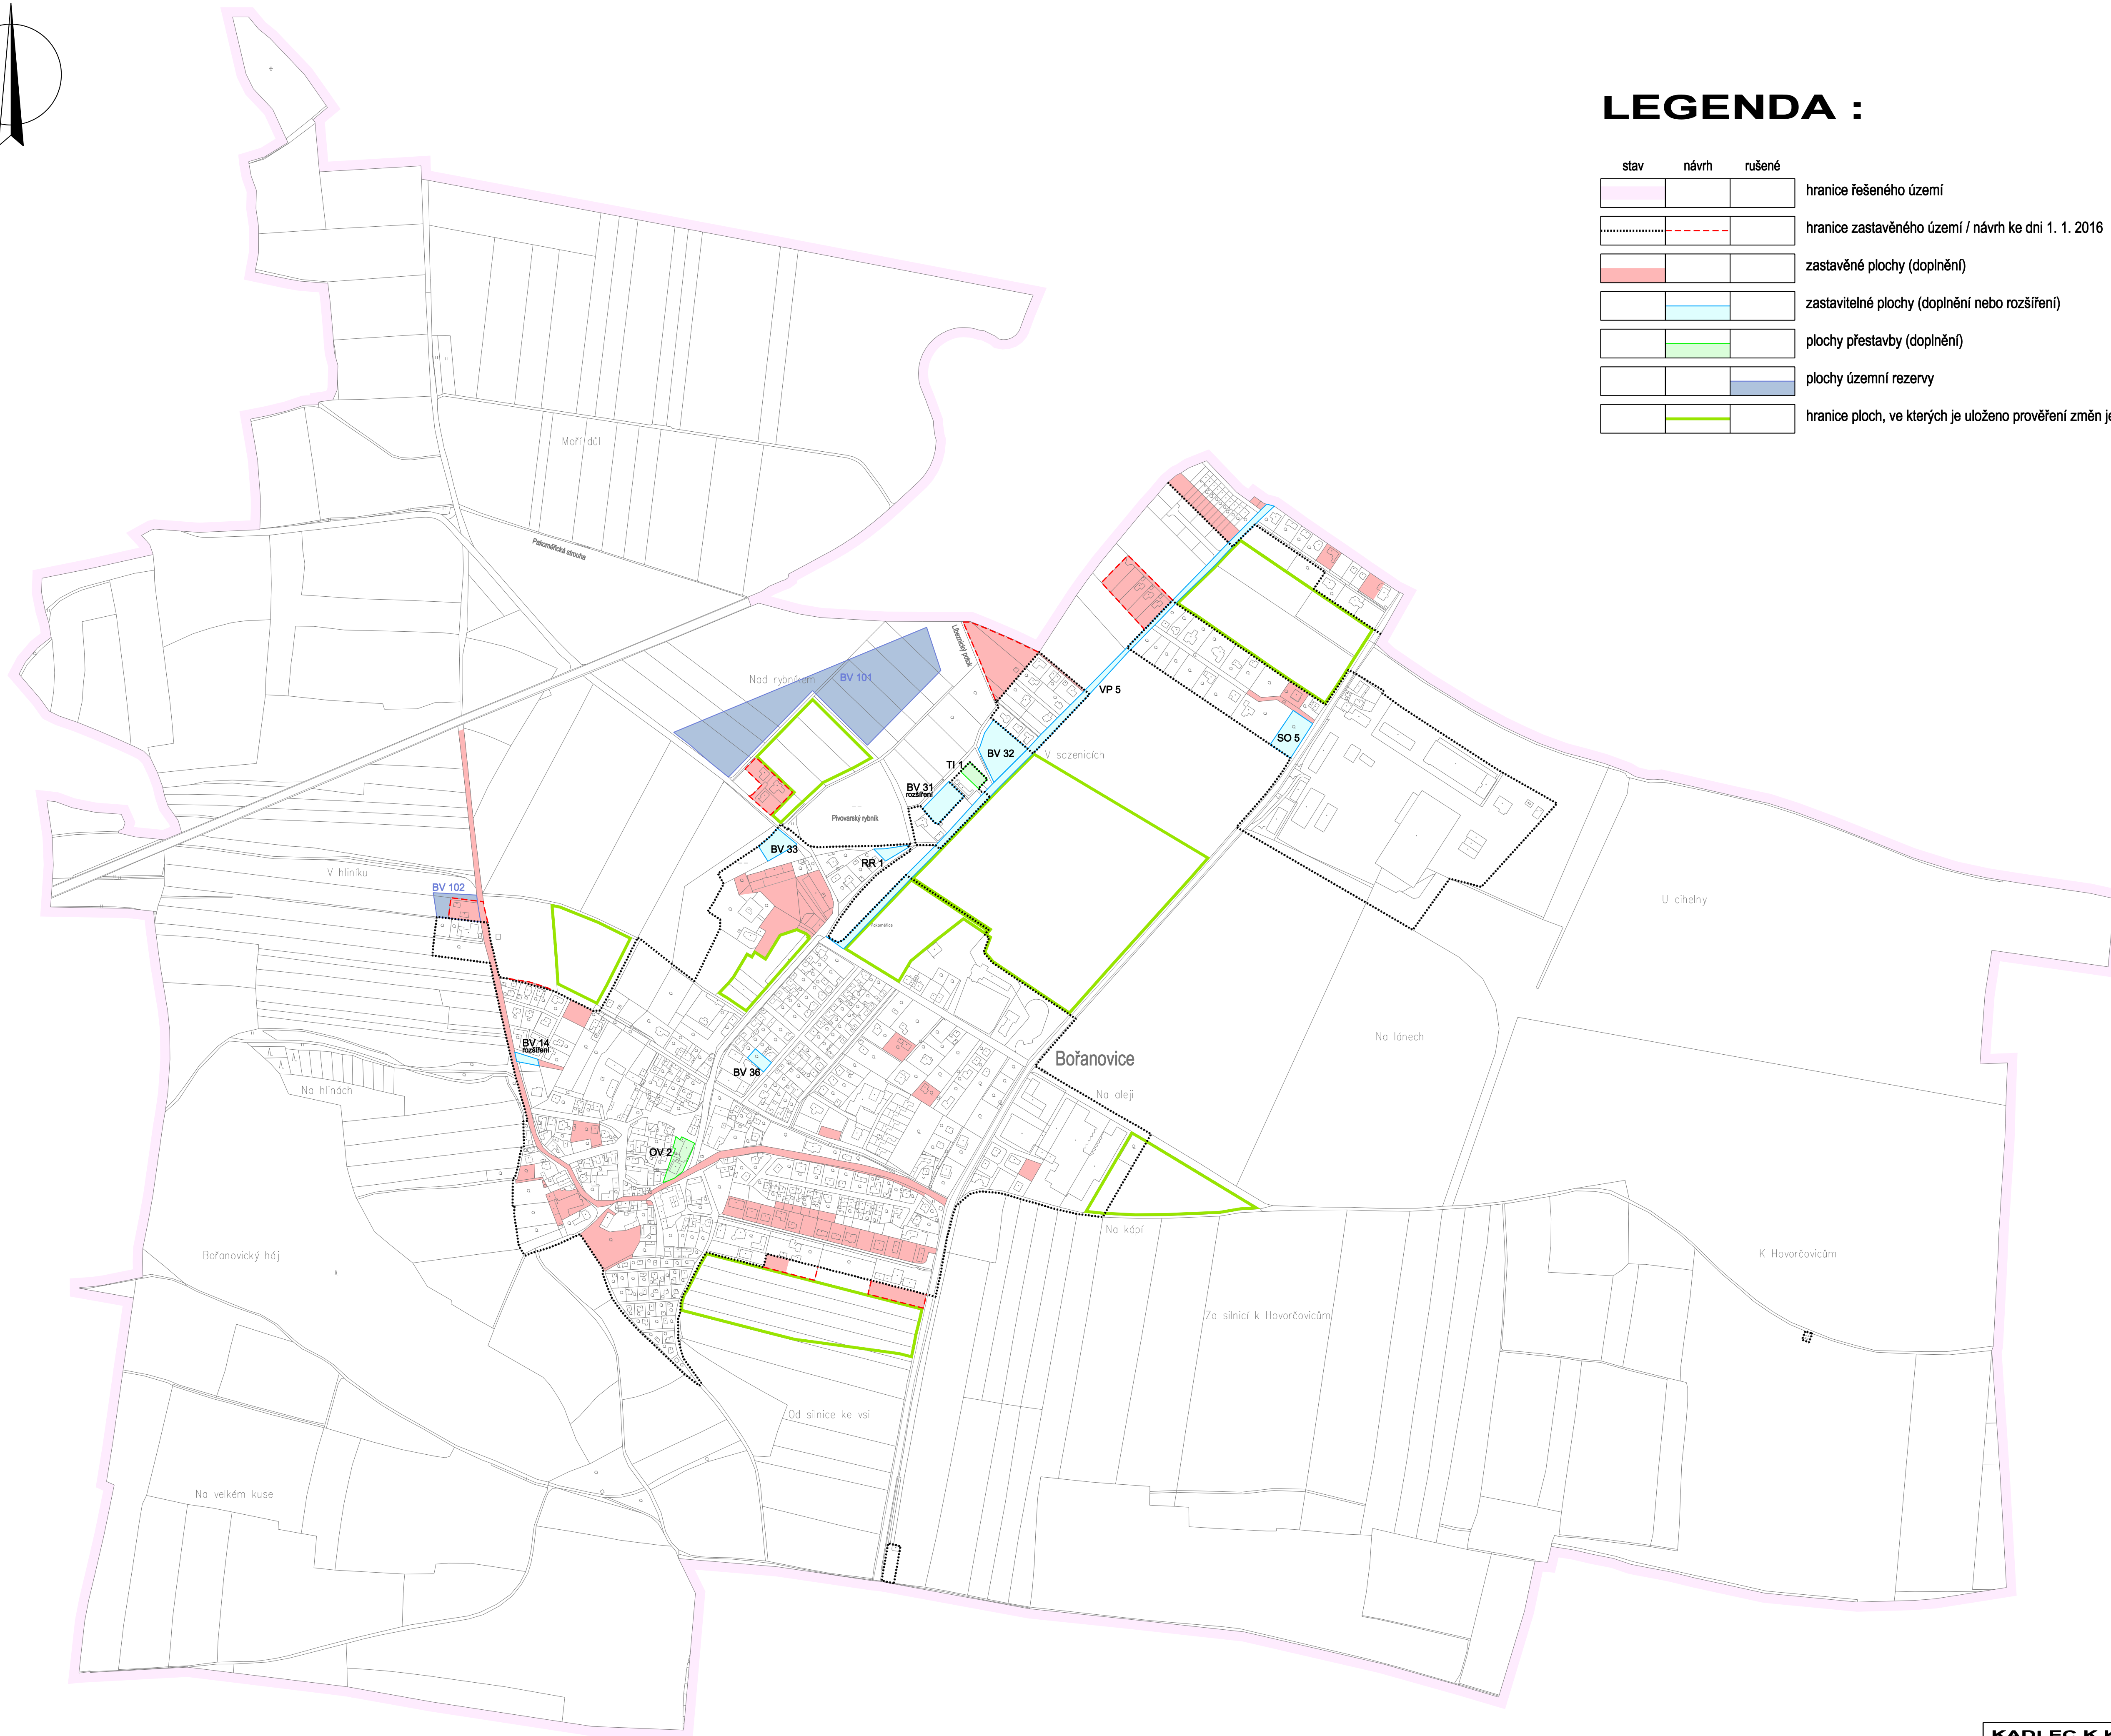 LEGENDA :
stav návrh rušené
hranice řešeného území
hranice zastavěného území / návrh ke dni 1. 1. 2016
zastavěné plochy (doplnění)
zastavitelné plochy (doplnění nebo rozšíření)
plochy přestavby (doplnění)
plochy územní rezervy
hranice ploch, ve kterých je uloženo prověření změn je
Moří důl
Pakoměřická strouha
Líbeznický potok
Nad rybníkem
BV 101
VP 5
SO 5
BV 32
V sazenicích
TI 1
BV 31
rozšíření
Pivovarský rybník
BV 33
RR 1
V hliníku
BV 102
U cihelny
Pakoměřice
Na lánech
BV 14
rozšíření
Bořanovice
BV 36
Na hlinách
Na aleji
OV 2
Na kápí
Bořanovický háj
K Hovorčovicům
Za silnicí k Hovorčovicům
Od silnice ke vsi
Na velkém kuse